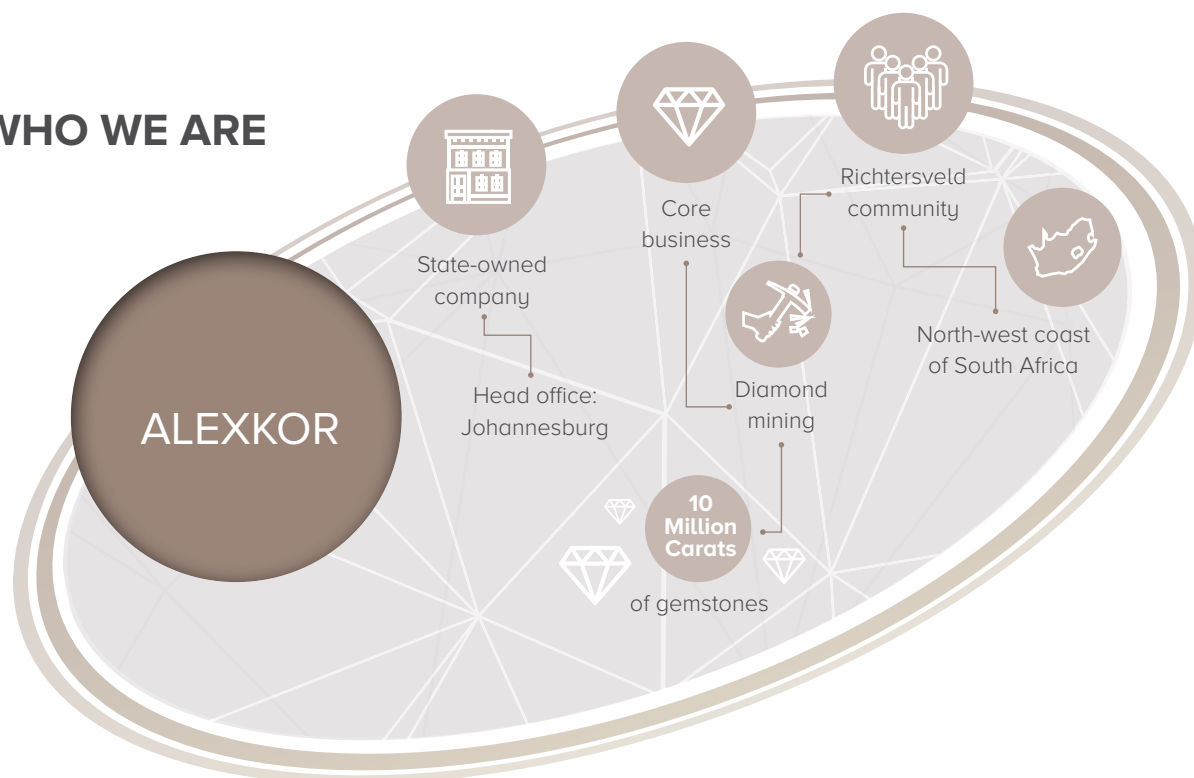 WHO WE ARE
ALEXKOR
State-owned
company
Head office:
Johannesburg
Core
business
Diamond
mining
10
Million
Carats
of gemstones
Richtersveld
community
North-west coast
of South Africa